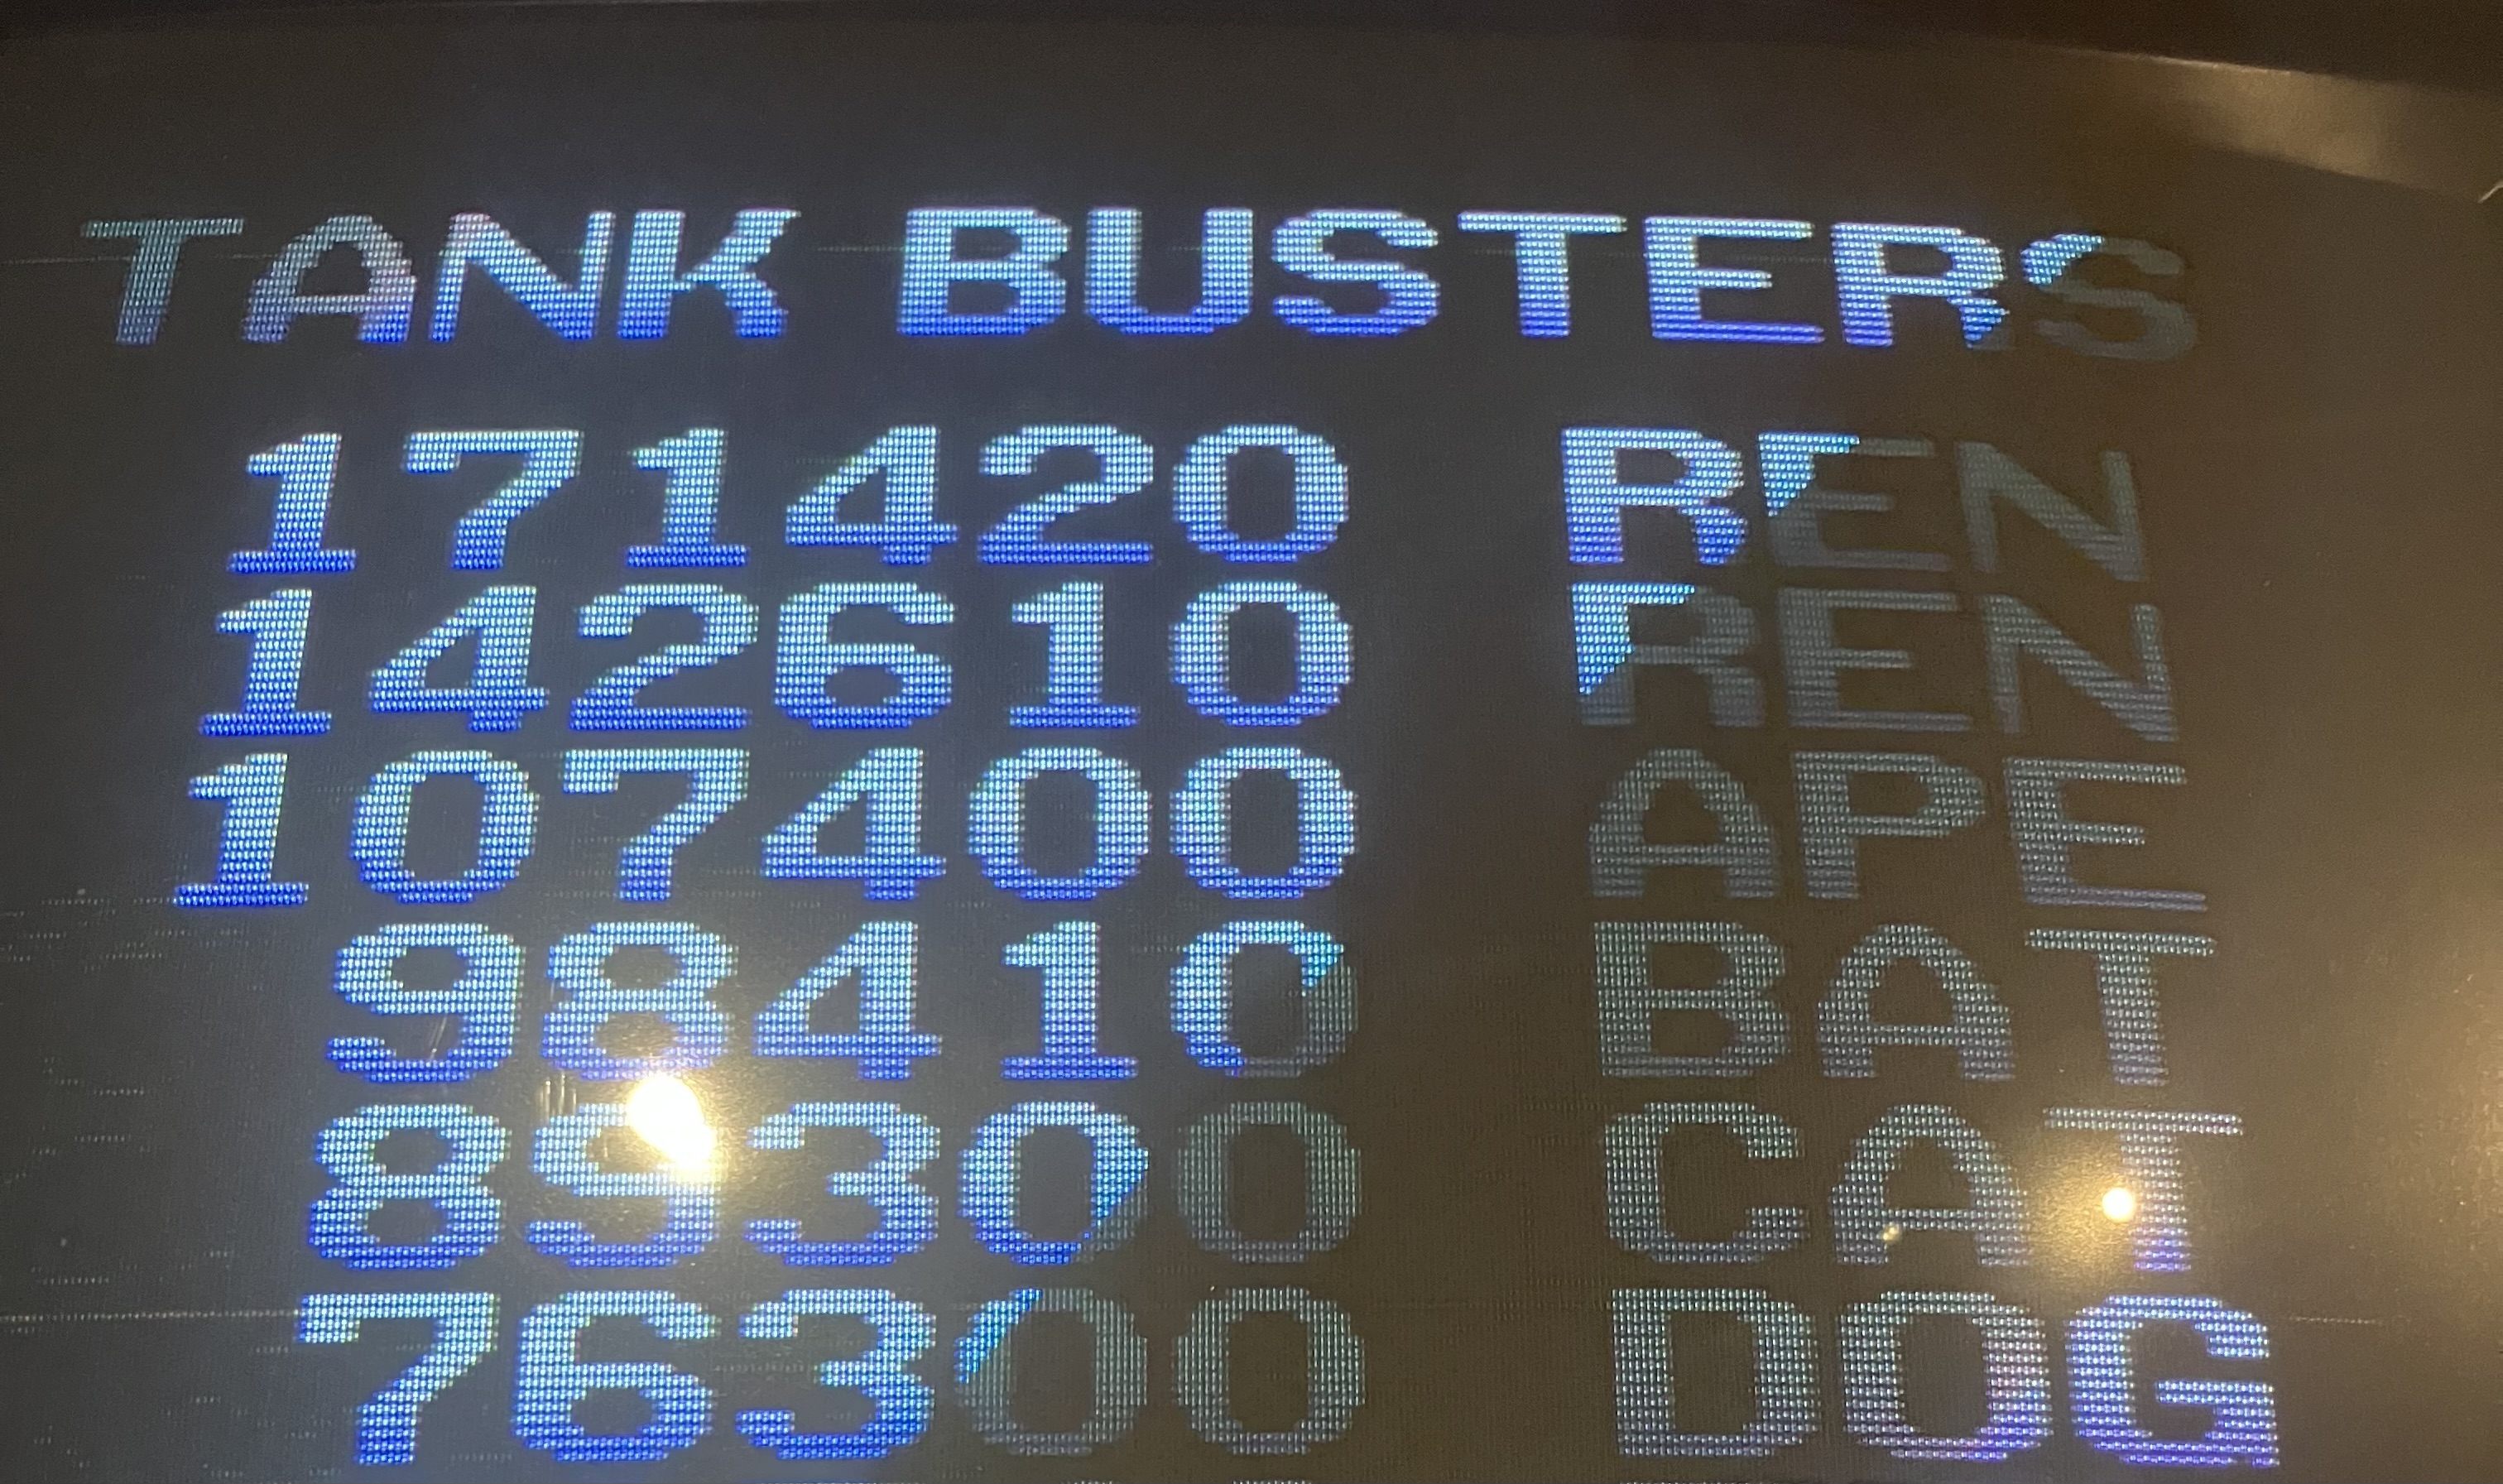 TANK BUSTERS
171420 REN
142610 REN
107400 APE
98410 BAT
89300 CAT
76300 DOG